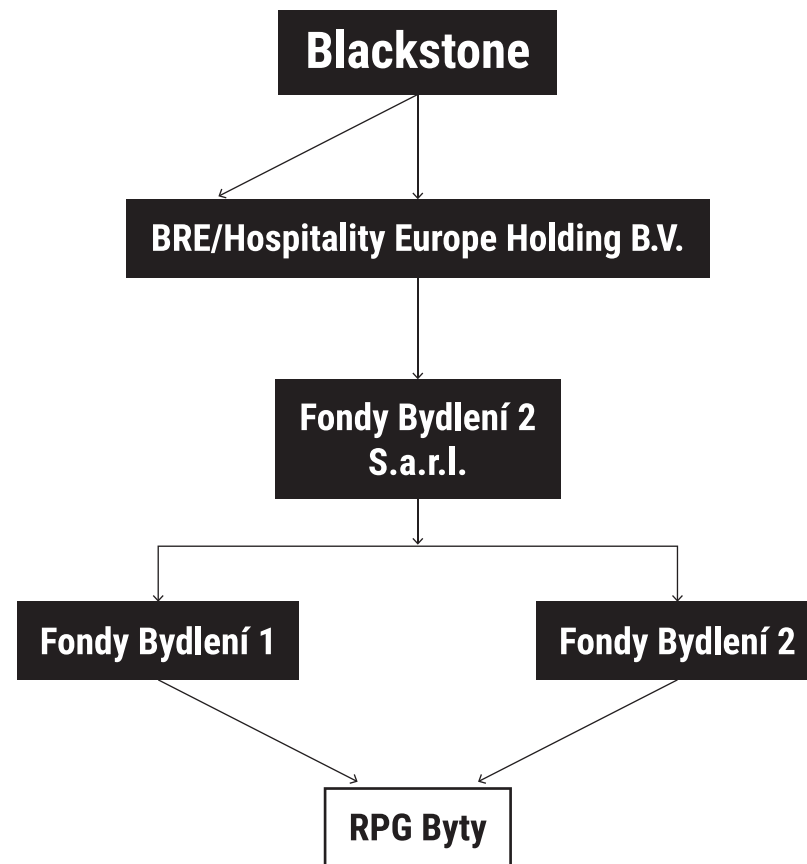 Blackstone
BRE/Hospitality Europe Holding B.V.
Fondy Bydlení 2
S.a.r.l.
Fondy Bydlení 1
Fondy Bydlení 2
RPG Byty